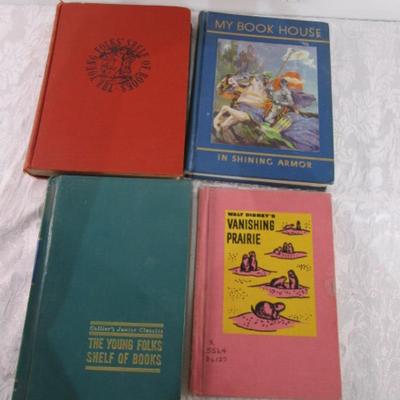 THE YOUNG FOLKS' SHELF OF BOOKS
MY BOOK HOUSE
IN SHINING ARMOR
Collier's Junior Classics
THE YOUNG FOLKS
SHELF OF BOOKS
WALT DISNEY'S
VANISHING
PRAIRIE
X
5564